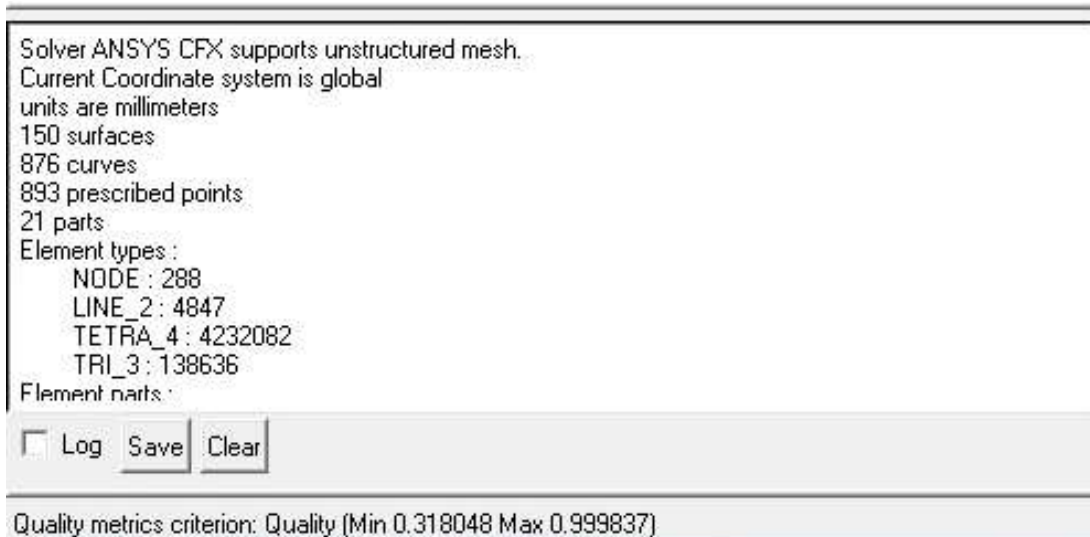 Solver ANSYS CFX supports unstructured mesh.
Current Coordinate system is global
units are millimeters
150 surfaces
876 curves
893 prescribed points
21 parts
Element types :
NODE : 288
LINE_2 : 4847
TETRA_4 : 4232082
TRI_3 : 138636
Element parts :
Log Save Clear
Quality metrics criterion: Quality (Min 0.318048 Max 0.999837)